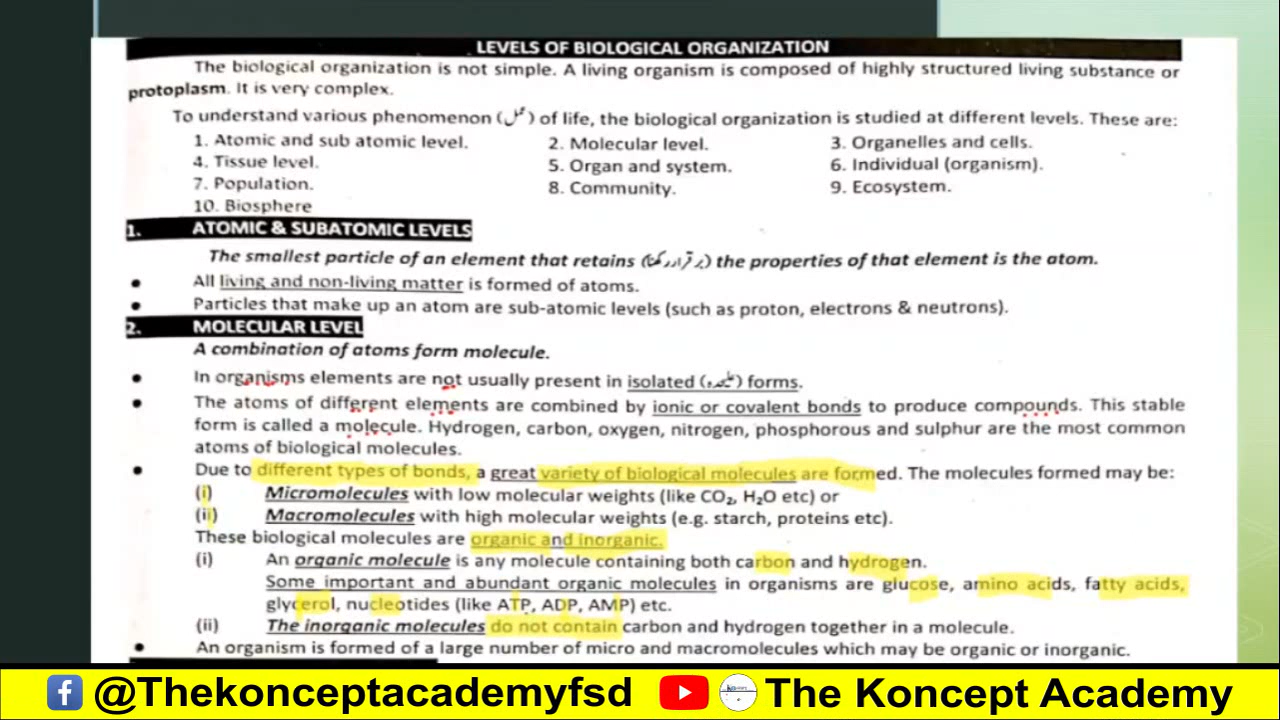 LEVELS OF BIOLOGICAL ORGANIZATION
The biological organization is not simple. A living organism is composed of highly structured living substance or
protoplasm. It is very complex.
To understand various phenomenon (عمل) of life, the biological organization is studied at different levels. These are:
1. Atomic and sub atomic level. 2. Molecular level. 3. Organelles and cells.
4. Tissue level. 5. Organ and system. 6. Individual (organism).
7. Population. 8. Community. 9. Ecosystem.
10. Biosphere
1. ATOMIC & SUBATOMIC LEVELS
The smallest particle of an element that retains (برقرار رکھنا) the properties of that element is the atom.
• All living and non-living matter is formed of atoms.
• Particles that make up an atom are sub-atomic levels (such as proton, electrons & neutrons).
2. MOLECULAR LEVEL
A combination of atoms form molecule.
• In organisms elements are not usually present in isolated (علیحدہ) forms.
• The atoms of different elements are combined by ionic or covalent bonds to produce compounds. This stable
form is called a molecule. Hydrogen, carbon, oxygen, nitrogen, phosphorous and sulphur are the most common
atoms of biological molecules.
• Due to different types of bonds, a great variety of biological molecules are formed. The molecules formed may be:
(i) Micromolecules with low molecular weights (like CO₂, H₂O etc) or
(ii) Macromolecules with high molecular weights (e.g. starch, proteins etc).
These biological molecules are organic and inorganic.
(i) An organic molecule is any molecule containing both carbon and hydrogen.
Some important and abundant organic molecules in organisms are glucose, amino acids, fatty acids,
glycerol, nucleotides (like ATP, ADP, AMP) etc.
(ii) The inorganic molecules do not contain carbon and hydrogen together in a molecule.
• An organism is formed of a large number of micro and macromolecules which may be organic or inorganic.
@Thekonceptacademyfsd The Koncept Academy